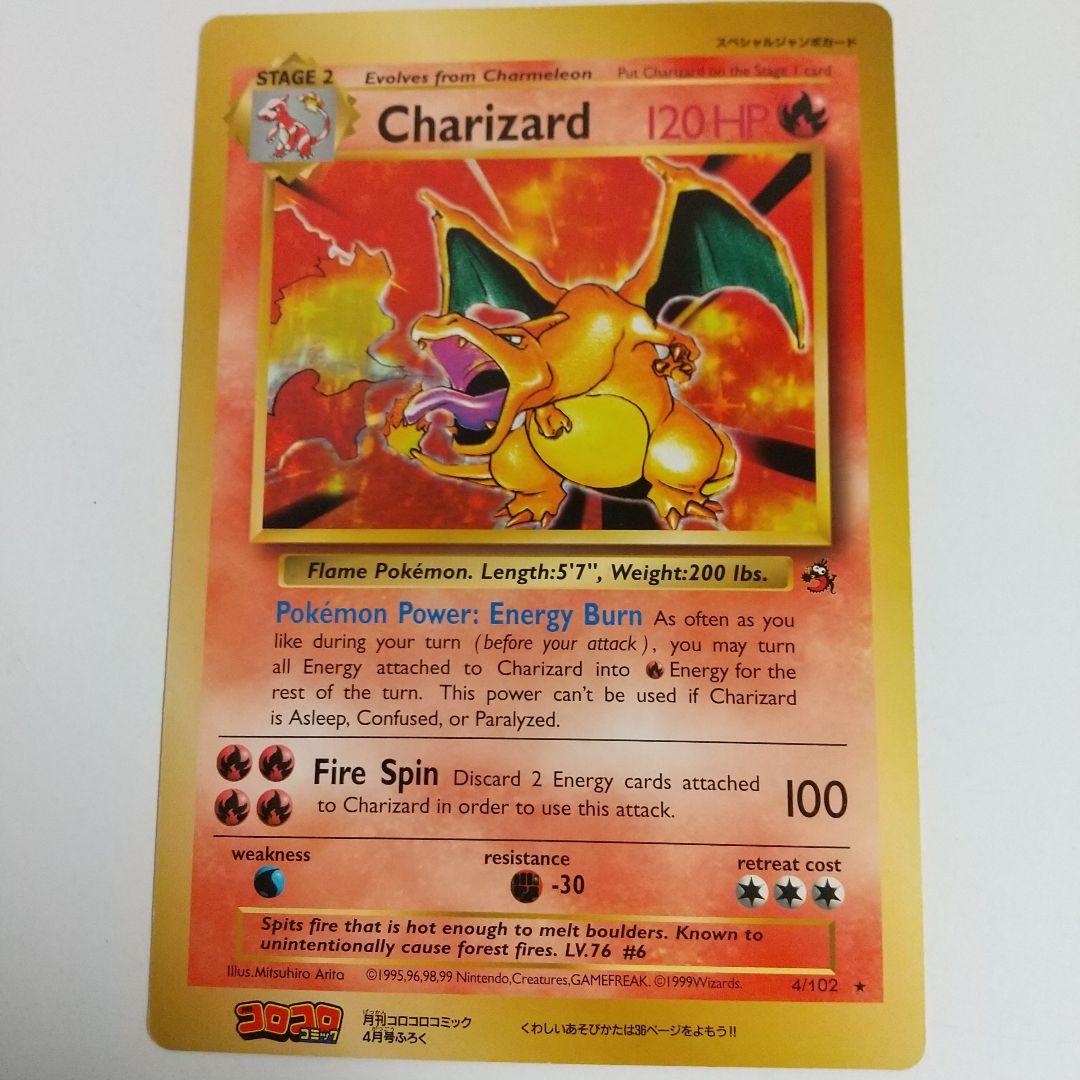 スペシャルジャンボカード
STAGE 2 Evolves from Charmeleon Put Charizard on the Stage 1 card
Charizard 120 HP
Flame Pokémon. Length:5'7", Weight:200 lbs.
Pokémon Power: Energy Burn As often as you
like during your turn (before your attack), you may turn
all Energy attached to Charizard into Energy for the
rest of the turn. This power can't be used if Charizard
is Asleep, Confused, or Paralyzed.
Fire Spin Discard 2 Energy cards attached
to Charizard in order to use this attack. 100
weakness resistance retreat cost
-30
Spits fire that is hot enough to melt boulders. Known to
unintentionally cause forest fires. LV.76 #6
Illus.Mitsuhiro Arita ©1995,96,98,99 Nintendo,Creatures,GAMEFREAK. ©1999Wizards. 4/102 ★
コロコロ
コミック
げっかん
月刊コロコロコミック
4月号ふろく
くわしいあそびかたは36ページをよもう!!